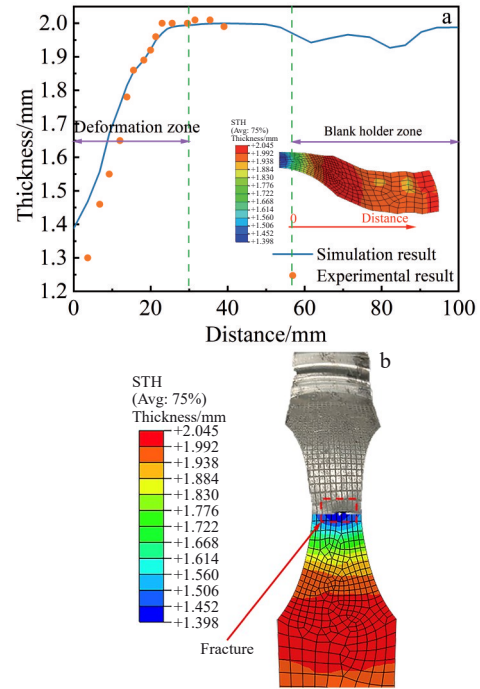 a
2.0
1.9
1.8
1.7
1.6
1.5
1.4
1.3
1.2
Thickness/mm
Deformation zone
Blank holder zone
STH
(Avg: 75%)
Thickness/mm
+2.045
+1.992
+1.938
+1.884
+1.830
+1.776
+1.722
+1.668
+1.614
+1.560
+1.506
+1.452
+1.398
0
Distance
Simulation result
Experimental result
0
20
40
60
80
100
Distance/mm
b
STH
(Avg: 75%)
Thickness/mm
+2.045
+1.992
+1.938
+1.884
+1.830
+1.776
+1.722
+1.668
+1.614
+1.560
+1.506
+1.452
+1.398
Fracture